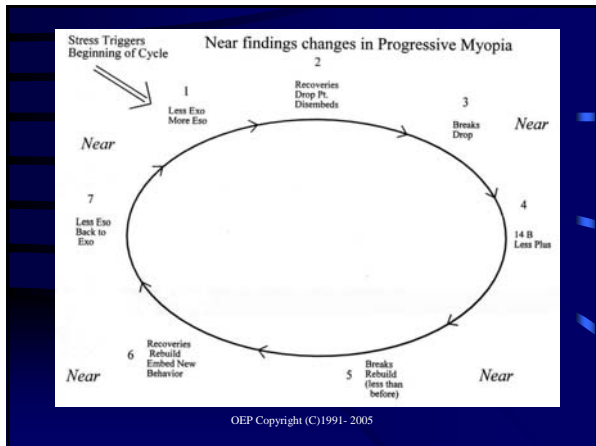 Stress Triggers
Beginning of Cycle
Near findings changes in Progressive Myopia
1
Less Exo
More Eso
2
Recoveries
Drop Pt.
Disembeds
3
Breaks
Drop
Near
Near
4
14 B
Less Plus
5
Breaks
Rebuild
(less than
before)
Near
6
Recoveries
Rebuild
Embed New
Behavior
Near
7
Less Eso
Back to
Exo
OEP Copyright (C)1991- 2005